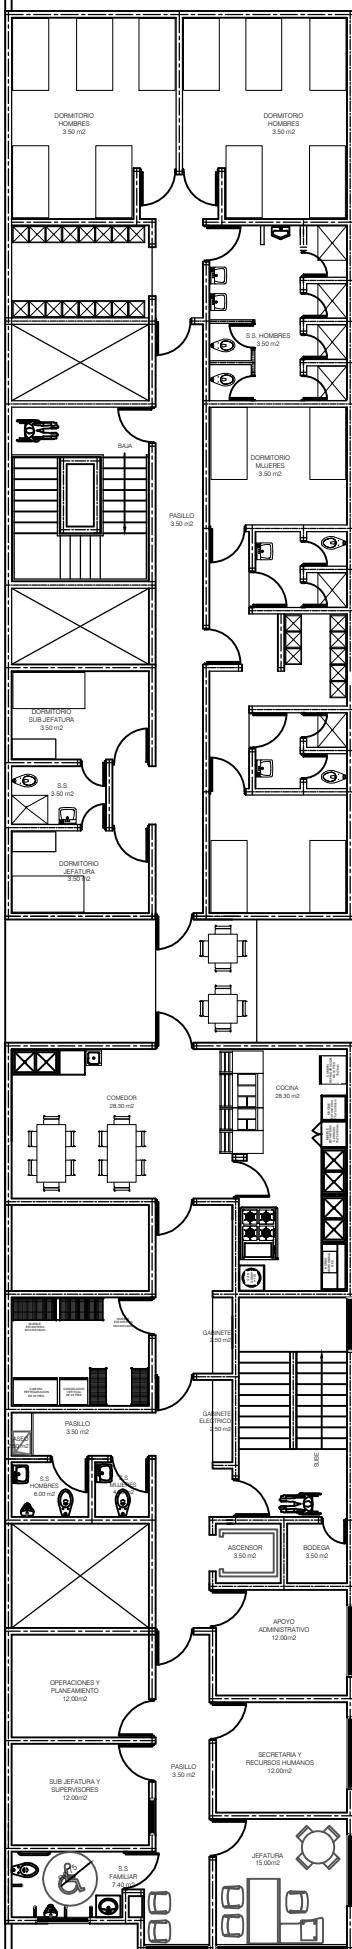 DORMITORIO
HOMBRES
3.50 m2
DORMITORIO
HOMBRES
3.50 m2
S.S. HOMBRES
3.50 m2
BAJA
DORMITORIO
MUJERES
3.50 m2
PASILLO
3.50 m2
DORMITORIO
SUB JEFATURA
3.50 m2
S.S.
3.50 m2
DORMITORIO
JEFATURA
3.50 m2
COMEDOR
28.30 m2
COCINA
28.30 m2
GABINETE
2.50 m2
PASILLO
3.50 m2
GABINETE
ELECTRICO
2.50 m2
ASEO
S.S
HOMBRES
6.00 m2
S.S
MUJERES
SUBE
ASCENSOR
3.50 m2
BODEGA
3.50 m2
APOYO
ADMINISTRATIVO
12.00m2
OPERACIONES Y
PLANEAMIENTO
12.00m2
SECRETARIA Y
RECURSOS HUMANOS
12.00m2
PASILLO
3.50 m2
SUB JEFATURA Y
SUPERVISORES
12.00m2
JEFATURA
15.00m2
S.S
FAMILIAR
7.40 m2